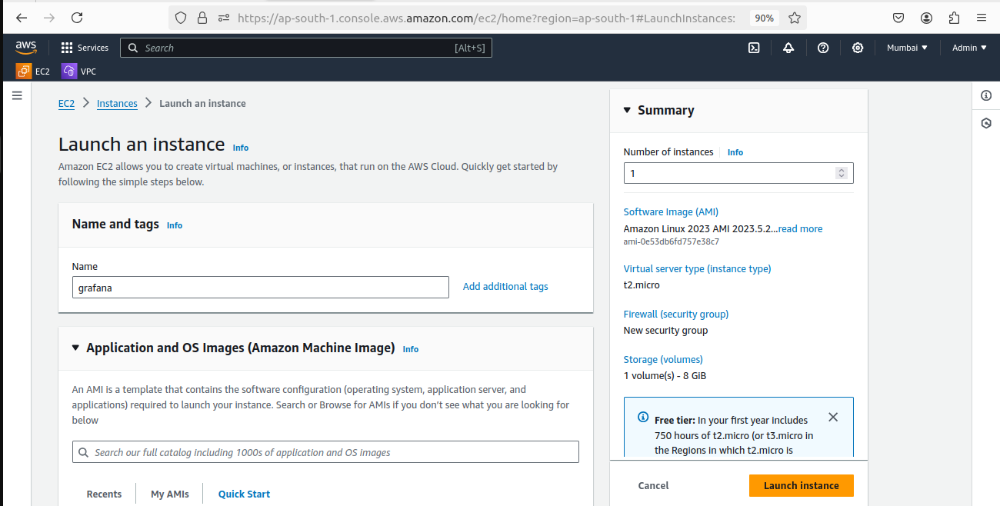 https://ap-south-1.console.aws.amazon.com/ec2/home?region=ap-south-1#LaunchInstances:
90%
aws
Services
Search
[Alt+S]
Mumbai
Admin
EC2
VPC
EC2 > Instances > Launch an instance
Launch an instance Info
Amazon EC2 allows you to create virtual machines, or instances, that run on the AWS Cloud. Quickly get started by
following the simple steps below.
Name and tags Info
Name
grafana
Add additional tags
Application and OS Images (Amazon Machine Image) Info
An AMI is a template that contains the software configuration (operating system, application server, and
applications) required to launch your instance. Search or Browse for AMIs if you don't see what you are looking for
below
Search our full catalog including 1000s of application and OS images
Recents
My AMIs
Quick Start
Summary
Number of instances Info
1
Software Image (AMI)
Amazon Linux 2023 AMI 2023.5.2...read more
ami-0e53db6fd757e38c7
Virtual server type (instance type)
t2.micro
Firewall (security group)
New security group
Storage (volumes)
1 volume(s) - 8 GiB
Free tier: In your first year includes
750 hours of t2.micro (or t3.micro in
the Regions in which t2.micro is
Cancel
Launch instance